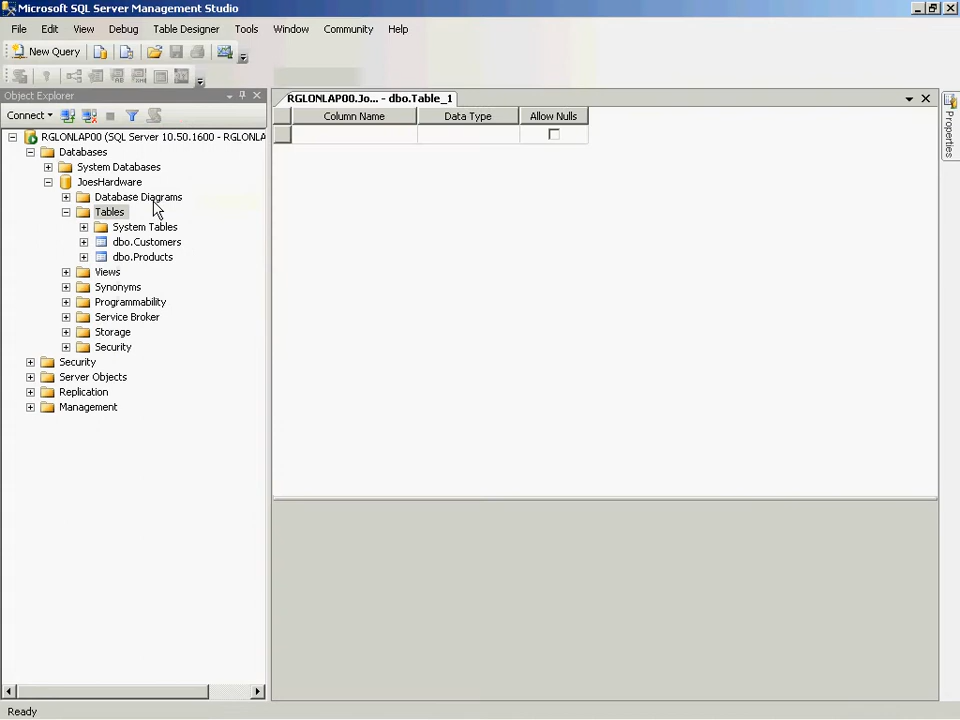 Microsoft SQL Server Management Studio
File Edit View Debug Table Designer Tools Window Community Help
New Query
Object Explorer
RGLONLAP00.Jo... - dbo.Table_1
Connect
Column Name Data Type Allow Nulls
Properties
RGLONLAP00 (SQL Server 10.50.1600 - RGLONLA
Databases
System Databases
JoesHardware
Database Diagrams
Tables
System Tables
dbo.Customers
dbo.Products
Views
Synonyms
Programmability
Service Broker
Storage
Security
Security
Server Objects
Replication
Management
Ready